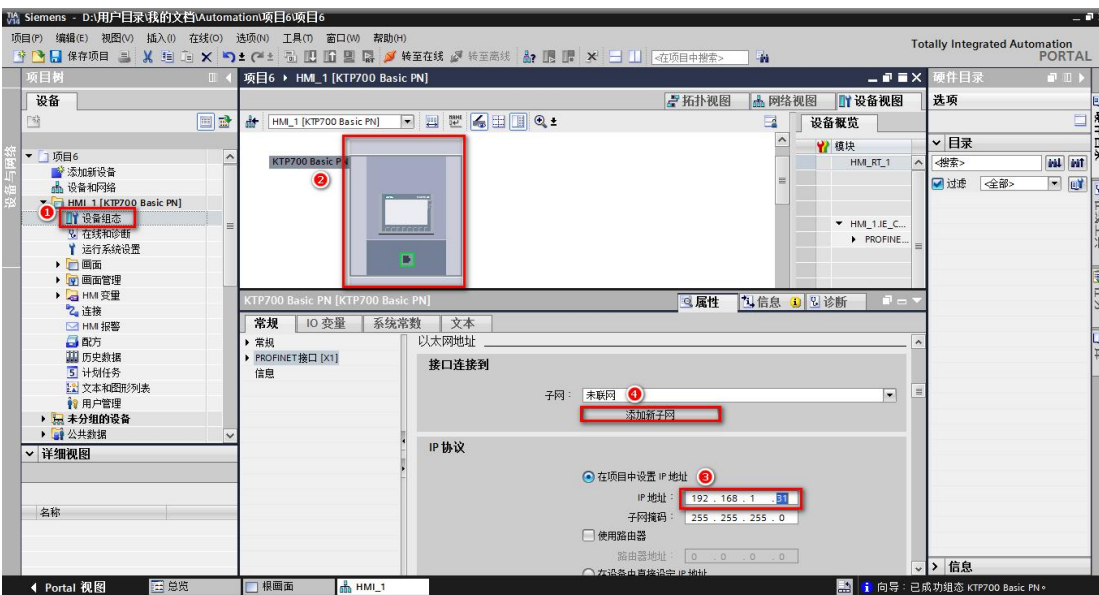 Siemens - D:\用户目录\我的文档\Automation\项目6\项目6
项目(P) 编辑(E) 视图(V) 插入(I) 在线(O) 选项(N) 工具(T) 窗口(W) 帮助(H)
Totally Integrated Automation
PORTAL
保存项目 转至在线 转至离线 <在项目中搜索>
项目树
设备
项目6
添加新设备
设备和网络
HMI_1 [KTP700 Basic PN]
1
设备组态
在线和诊断
运行系统设置
画面
画面管理
HMI 变量
连接
HMI 报警
配方
历史数据
计划任务
文本和图形列表
用户管理
未分组的设备
公共数据
详细视图
名称
设备与网络
项目6 HMI_1 [KTP700 Basic PN]
拓扑视图 网络视图 设备视图
HMI_1 [KTP700 Basic PN]
KTP700 Basic P
2
设备概览
模块
HMI_RT_1
HMI_1.IE_C...
PROFINE...
KTP700 Basic PN [KTP700 Basic PN]
属性 信息 诊断
常规 IO 变量 系统常数 文本
常规
PROFINET接口 [X1]
信息
以太网地址
接口连接到
子网： 未联网 4
添加新子网
IP 协议
在项目中设置 IP 地址 3
IP 地址： 192 . 168 . 1 . 31
子网掩码： 255 . 255 . 255 . 0
使用路由器
路由器地址： 0 . 0 . 0 . 0
在设备中直接设定 IP 地址
硬件目录
选项
目录
<搜索>
过滤 <全部>
信息
Portal 视图 总览 根画面 HMI_1
向导：已成功组态 KTP700 Basic PN。